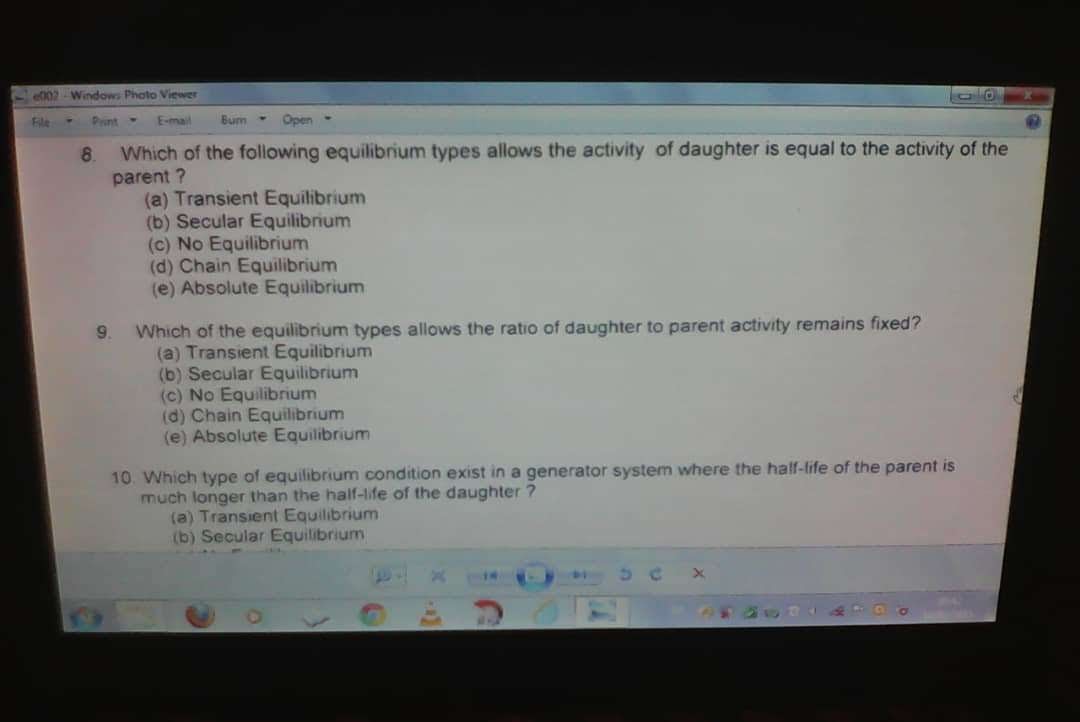 e002 - Windows Photo Viewer
File Print E-mail Burn Open
8. Which of the following equilibrium types allows the activity of daughter is equal to the activity of the
parent ?
(a) Transient Equilibrium
(b) Secular Equilibrium
(c) No Equilibrium
(d) Chain Equilibrium
(e) Absolute Equilibrium
9. Which of the equilibrium types allows the ratio of daughter to parent activity remains fixed?
(a) Transient Equilibrium
(b) Secular Equilibrium
(c) No Equilibrium
(d) Chain Equilibrium
(e) Absolute Equilibrium
10. Which type of equilibrium condition exist in a generator system where the half-life of the parent is
much longer than the half-life of the daughter ?
(a) Transient Equilibrium
(b) Secular Equilibrium